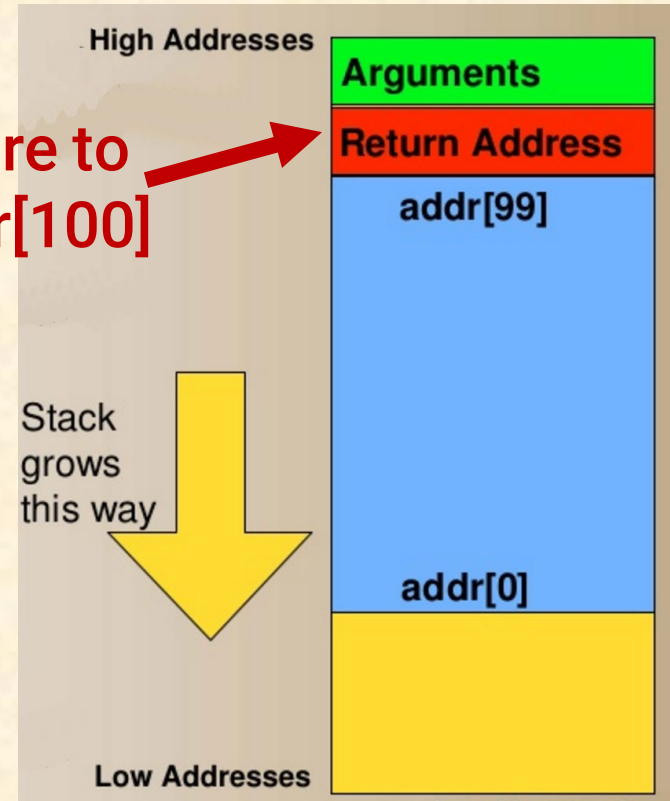 High Addresses
Arguments
re to
r[100]
Return Address
addr[99]
Stack
grows
this way
addr[0]
Low Addresses